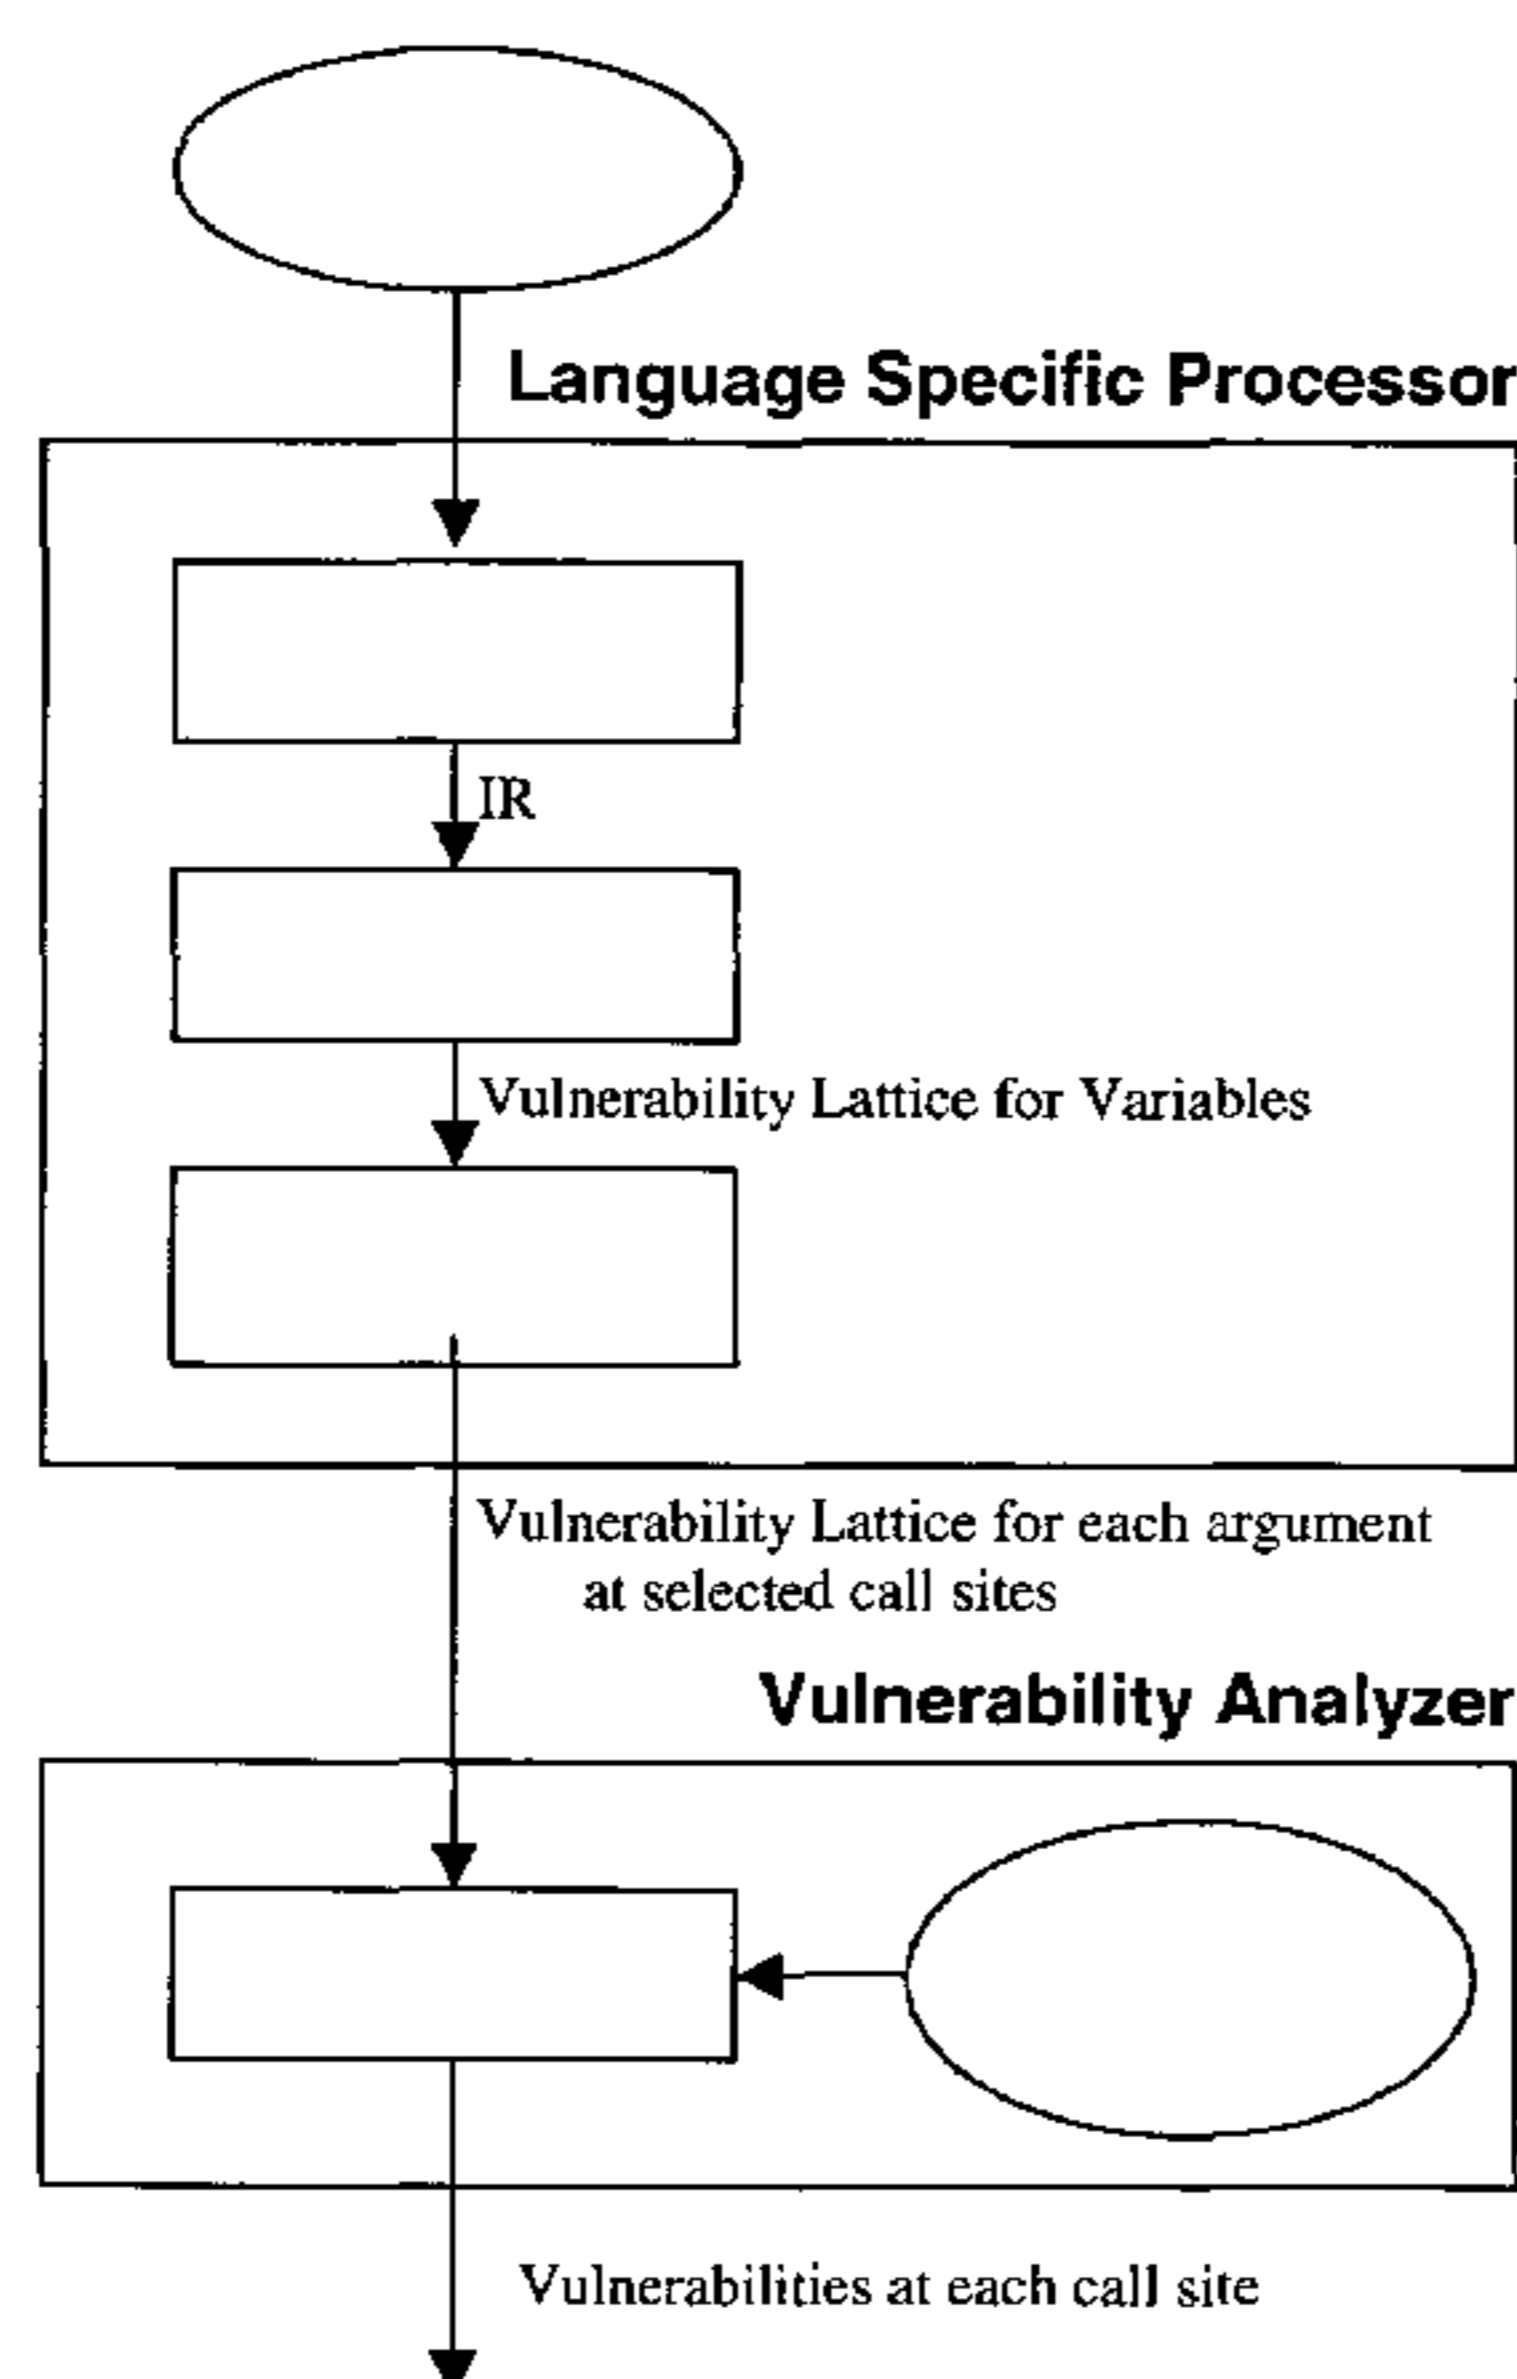 Language Specific Processor
IR
Vulnerability Lattice for Variables
Vulnerability Lattice for each argument
at selected call sites
Vulnerability Analyzer
Vulnerabilities at each call site